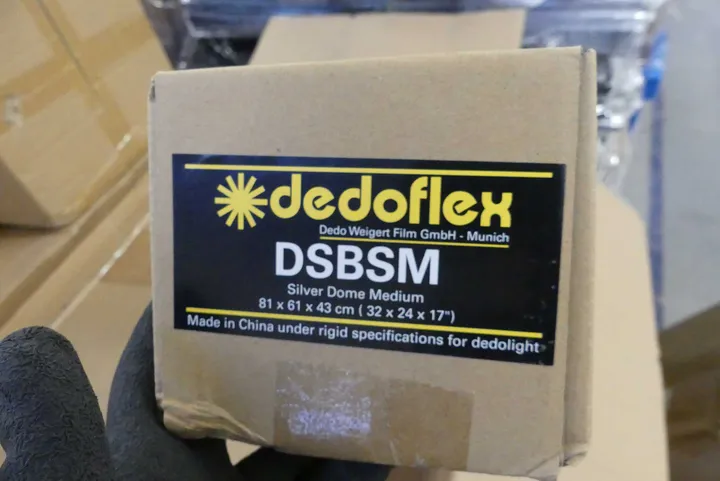 dedoflex
Dedo Weigert Film GmbH - Munich
DSBSM
Silver Dome Medium
81 x 61 x 43 cm ( 32 x 24 x 17")
Made in China under rigid specifications for dedolight